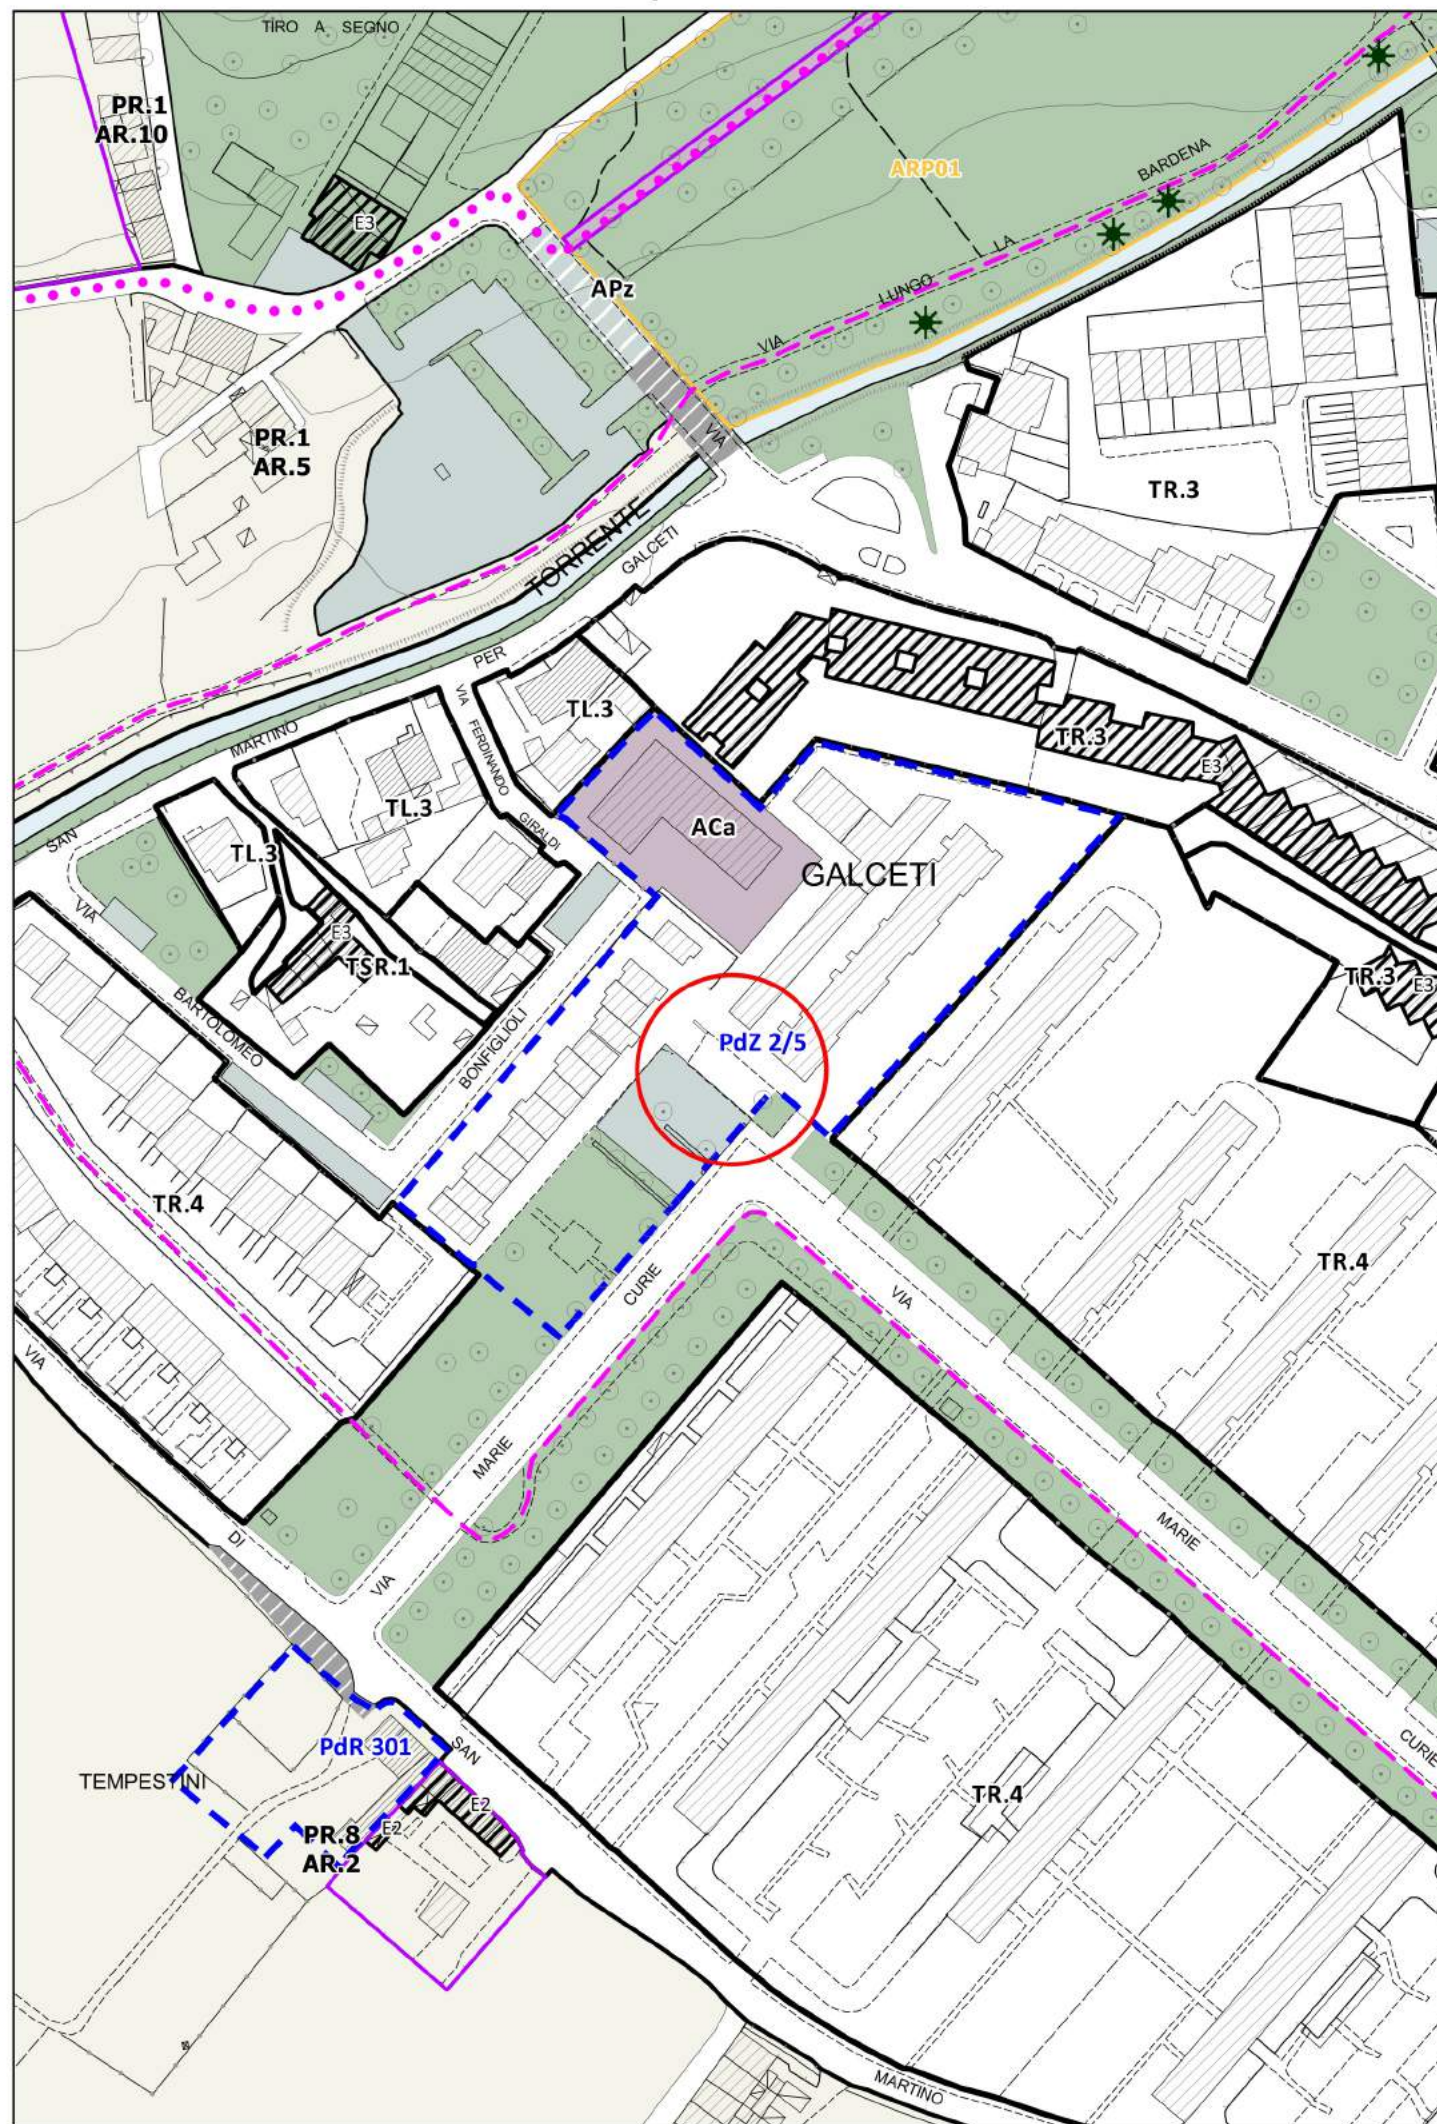 TIRO A SEGNO
PR.1
AR.10
E3
ARP01
BARDENA
LA
LUNGO
VIA
APz
VIA
PR.1
AR.5
TR.3
TORRENTE
GALCETI
PER
MARTINO
SAN
VIA
FERDINANDO
GIRALDI
TL.3
TL.3
TL.3
TR.3
E3
ACa
GALCETI
E3
TSR.1
TR.3
E3
VIA
BARTOLOMEO
BONFIGLIOLI
PdZ 2/5
TR.4
TR.4
CURIE
VIA
MARIE
VIA
VIA
DI
MARIE
CURIE
SAN
PdR 301
TEMPESTINI
E2
E2
PR.8
AR.2
TR.4
MARTINO